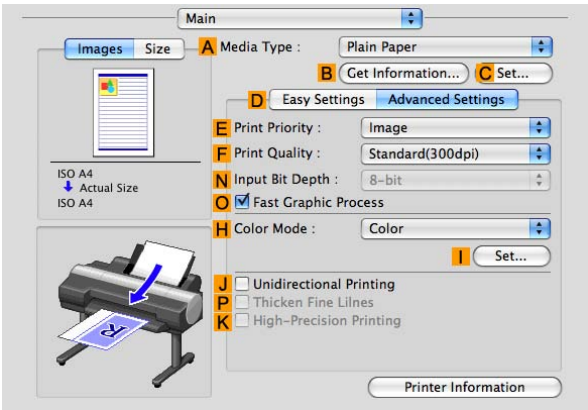 Main
Images Size
A Media Type : Plain Paper
B Get Information... C Set...
D Easy Settings Advanced Settings
E Print Priority : Image
F Print Quality : Standard(300dpi)
N Input Bit Depth : 8-bit
O Fast Graphic Process
H Color Mode : Color
I Set...
J Unidirectional Printing
P Thicken Fine Lilnes
K High-Precision Printing
ISO A4
Actual Size
ISO A4
R
Printer Information